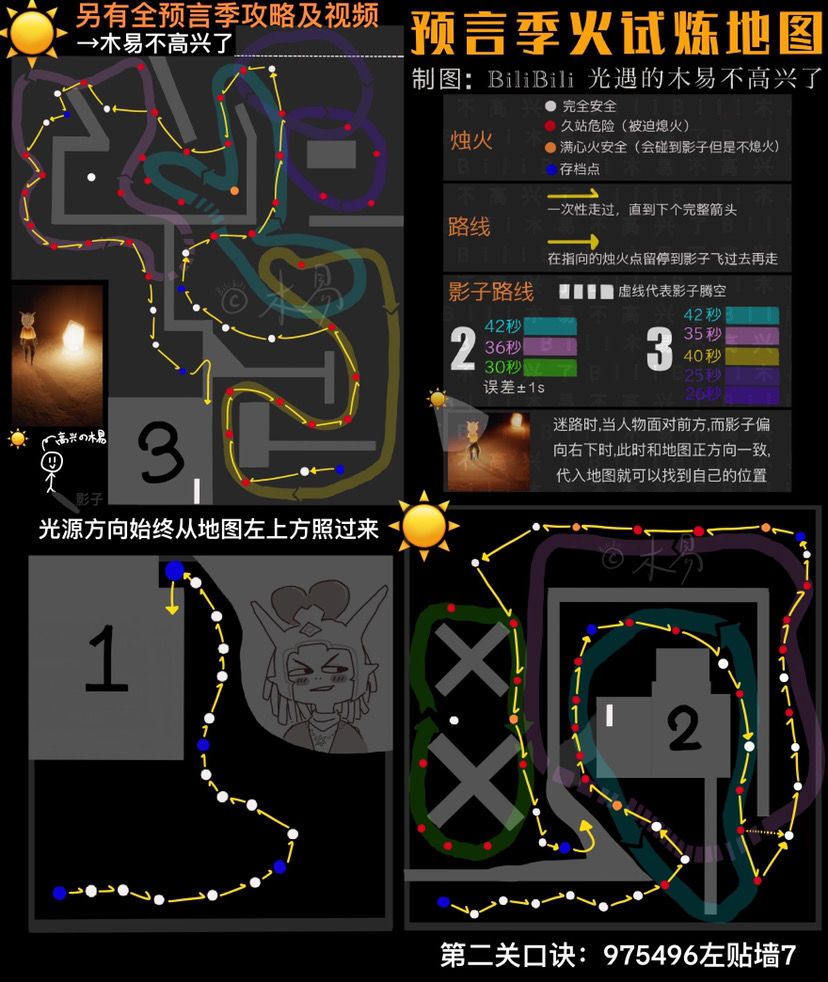 另有全预言季攻略及视频
→木易不高兴了
预言季火试炼地图
制图: BiliBili 光遇的木易不高兴了
烛火
完全安全
久站危险（被迫熄火）
满心火安全（会碰到影子但是不熄火）
存档点
路线
一次性走过，直到下个完整箭头
在指向的烛火点留停到影子飞过去再走
影子路线
虚线代表影子腾空
2
42秒
36秒
30秒
误差±1s
3
42秒
35秒
40秒
25秒
26秒
迷路时,当人物面对前方,而影子偏
向右下时,此时和地图正方向一致,
代入地图就可以找到自己的位置
© 木易
3
高兴の木易
影子
光源方向始终从地图左上方照过来
1
© 木易
2
第二关口诀：975496左贴墙7